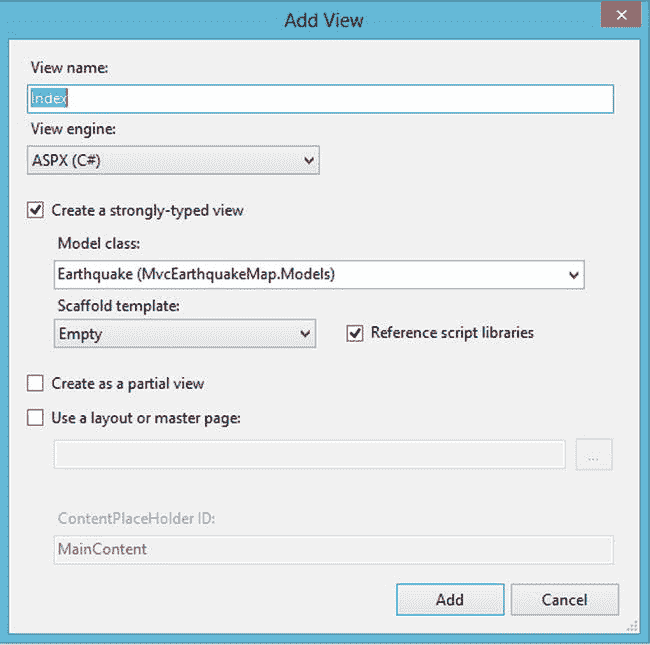 Add View
View name:
Index
View engine:
ASPX (C#)
Create a strongly-typed view
Model class:
Earthquake (MvcEarthquakeMap.Models)
Scaffold template:
Empty
Reference script libraries
Create as a partial view
Use a layout or master page:
...
ContentPlaceHolder ID:
MainContent
Add
Cancel